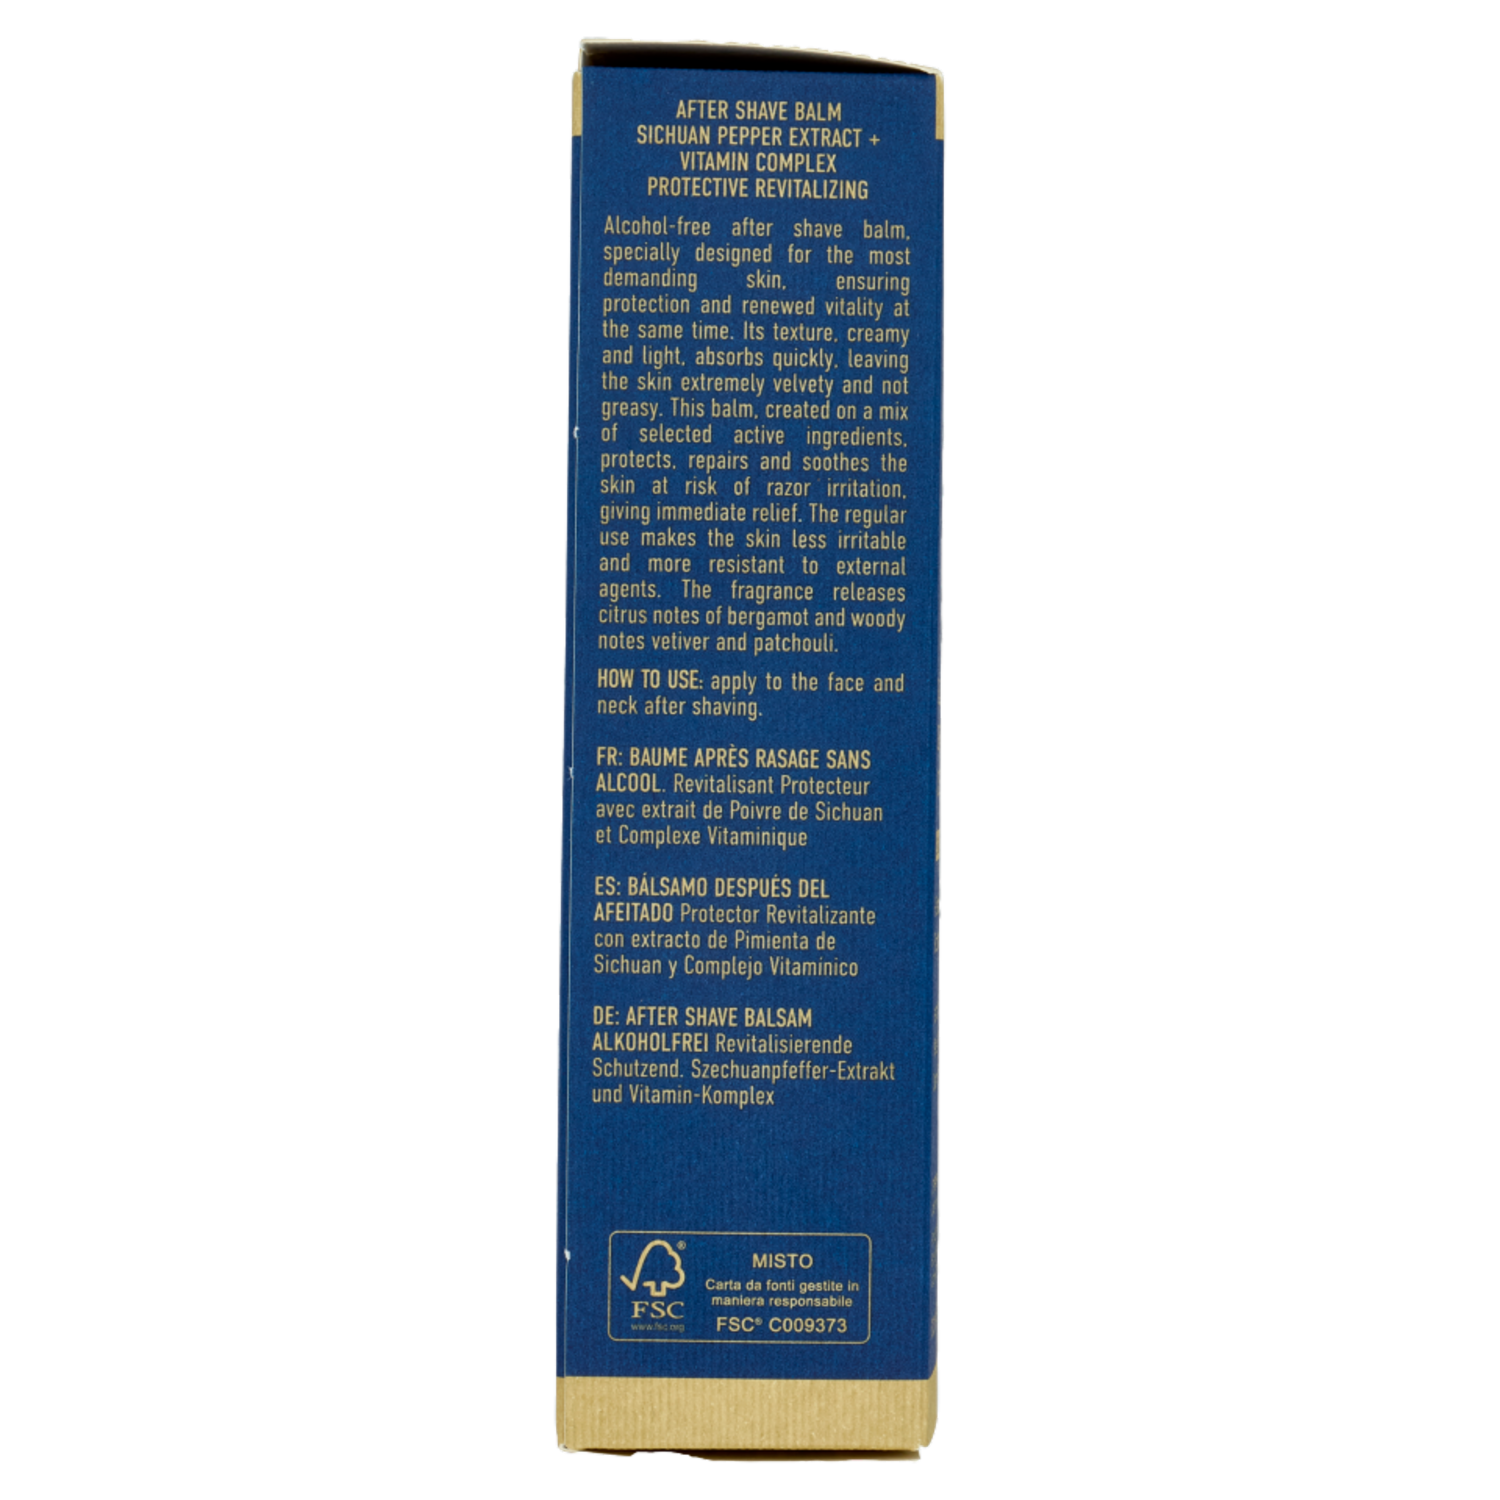 AFTER SHAVE BALM
SICHUAN PEPPER EXTRACT +
VITAMIN COMPLEX
PROTECTIVE REVITALIZING
Alcohol-free after shave balm,
specially designed for the most
demanding skin, ensuring
protection and renewed vitality at
the same time. Its texture, creamy
and light, absorbs quickly, leaving
the skin extremely velvety and not
greasy. This balm, created on a mix
of selected active ingredients,
protects, repairs and soothes the
skin at risk of razor irritation,
giving immediate relief. The regular
use makes the skin less irritable
and more resistant to external
agents. The fragrance releases
citrus notes of bergamot and woody
notes vetiver and patchouli.
HOW TO USE: apply to the face and
neck after shaving.
FR: BAUME APRÈS RASAGE SANS
ALCOOL. Revitalisant Protecteur
avec extrait de Poivre de Sichuan
et Complexe Vitaminique
ES: BÁLSAMO DESPUÉS DEL
AFEITADO Protector Revitalizante
con extracto de Pimienta de
Sichuan y Complejo Vitamínico
DE: AFTER SHAVE BALSAM
ALKOHOLFREI Revitalisierende
Schutzend. Szechuanpfeffer-Extrakt
und Vitamin-Komplex
®
FSC
www.fsc.org
MISTO
Carta da fonti gestite in
maniera responsabile
FSC® C009373